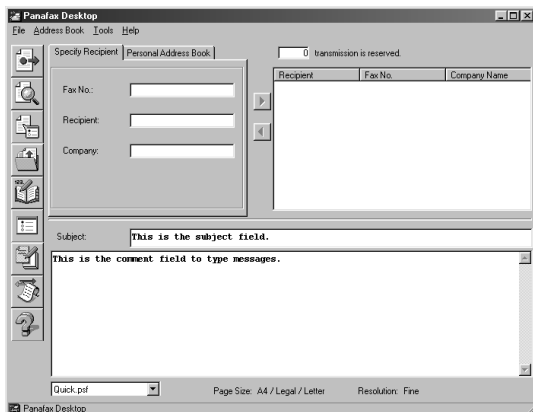 Panafax Desktop
File Address Book Tools Help
Specify Recipient Personal Address Book
0 transmission is reserved.
Recipient Fax No. Company Name
Fax No.:
Recipient:
Company:
Subject: This is the subject field.
This is the comment field to type messages.
Quick.psf Page Size: A4 / Legal / Letter Resolution: Fine
Panafax Desktop